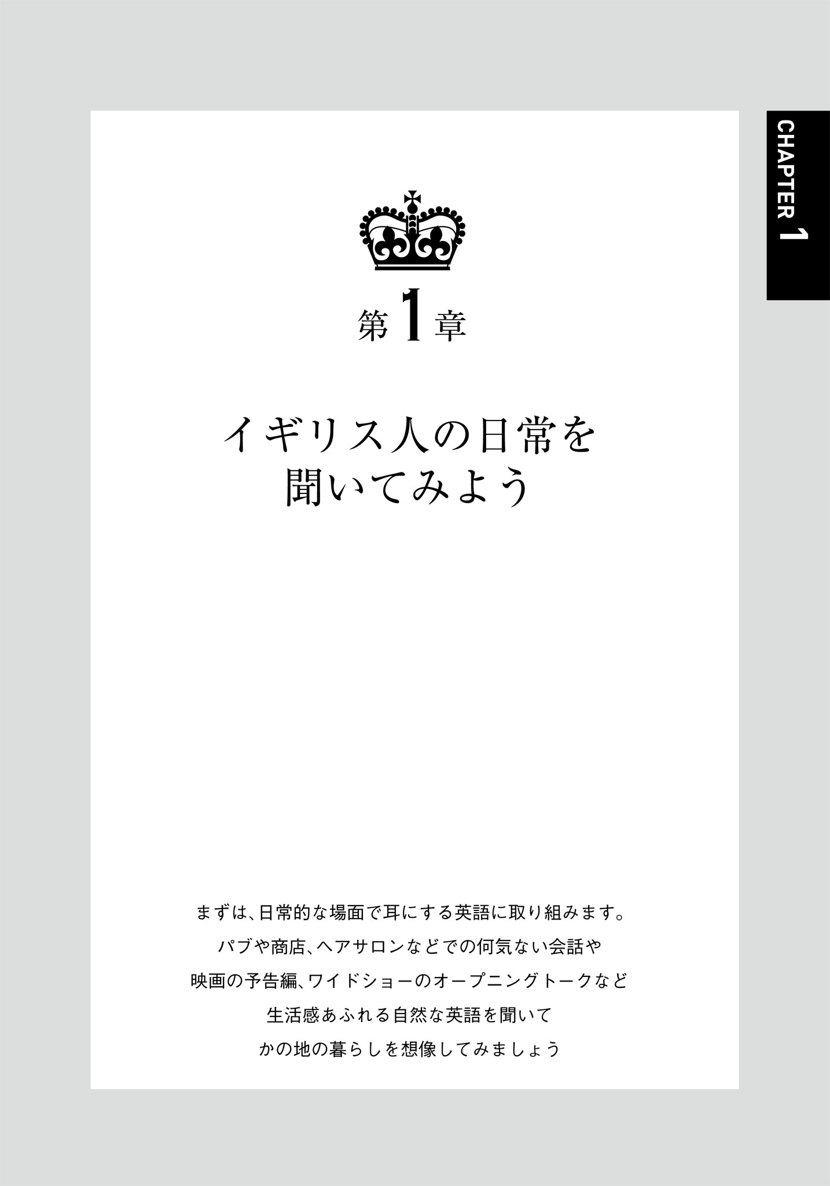 CHAPTER 1
第1章
イギリス人の日常を
聞いてみよう
まずは、日常的な場面で耳にする英語に取り組みます。
パブや商店、ヘアサロンなどでの何気ない会話や
映画の予告編、ワイドショーのオープニングトークなど
生活感あふれる自然な英語を聞いて
かの地の暮らしを想像してみましょう